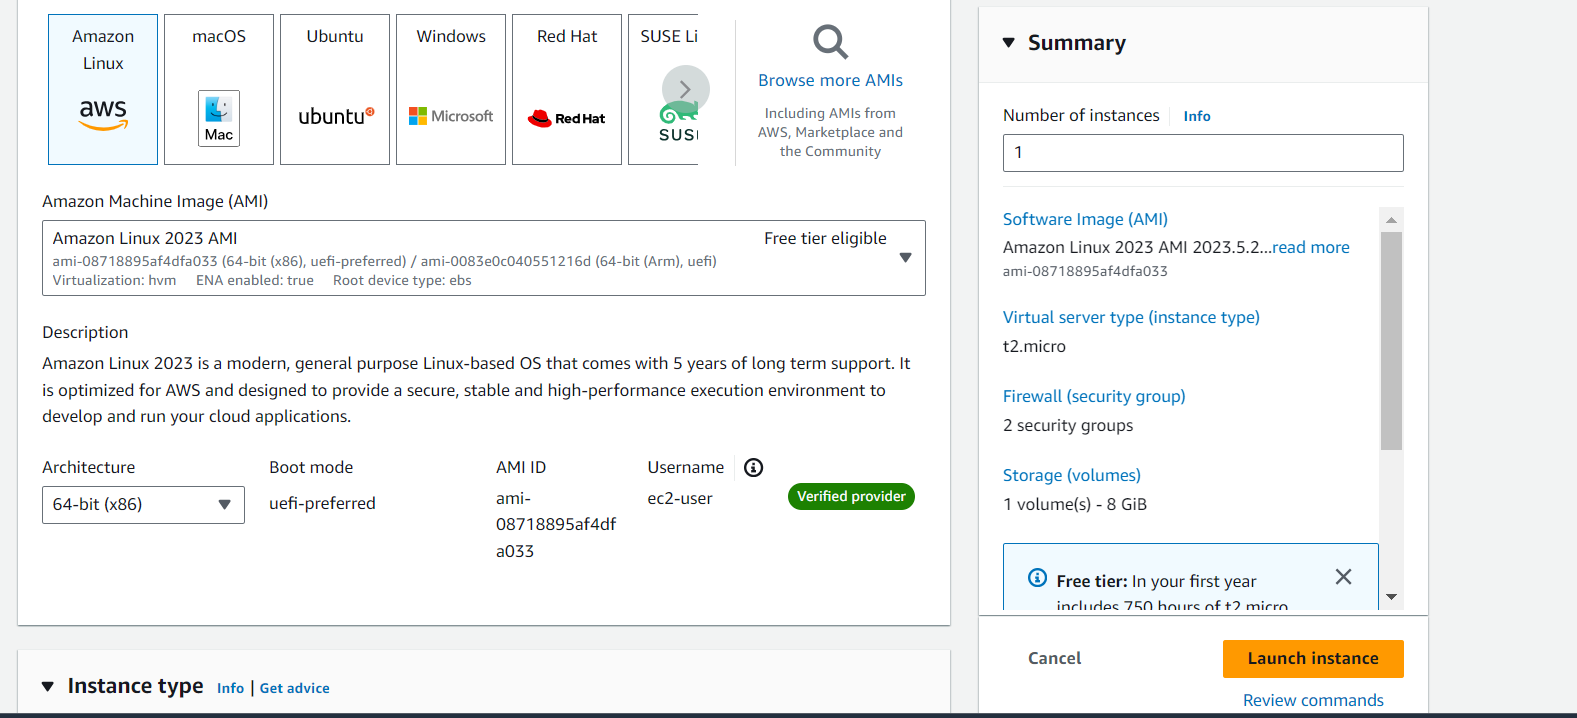 Amazon
Linux
aws
macOS
Mac
Ubuntu
ubuntu
Windows
Microsoft
Red Hat
Red Hat
SUSE Li
SUS
Browse more AMIs
Including AMIs from
AWS, Marketplace and
the Community
Amazon Machine Image (AMI)
Amazon Linux 2023 AMI
Free tier eligible
ami-08718895af4dfa033 (64-bit (x86), uefi-preferred) / ami-0083e0c040551216d (64-bit (Arm), uefi)
Virtualization: hvm ENA enabled: true Root device type: ebs
Description
Amazon Linux 2023 is a modern, general purpose Linux-based OS that comes with 5 years of long term support. It
is optimized for AWS and designed to provide a secure, stable and high-performance execution environment to
develop and run your cloud applications.
Architecture
64-bit (x86)
Boot mode
uefi-preferred
AMI ID
ami-
08718895af4df
a033
Username
ec2-user
Verified provider
Instance type Info | Get advice
Summary
Number of instances Info
1
Software Image (AMI)
Amazon Linux 2023 AMI 2023.5.2...read more
ami-08718895af4dfa033
Virtual server type (instance type)
t2.micro
Firewall (security group)
2 security groups
Storage (volumes)
1 volume(s) - 8 GiB
Free tier: In your first year
includes 750 hours of t2.micro
Cancel
Launch instance
Review commands